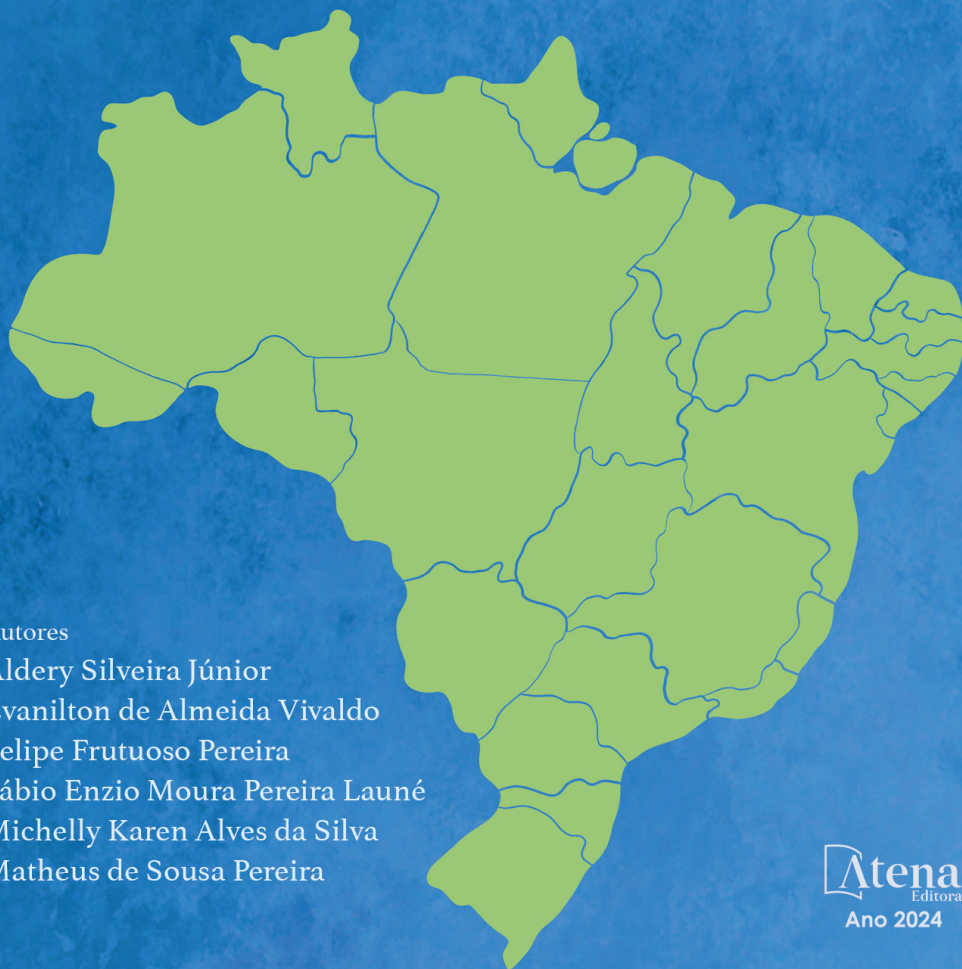 utores
Aldery Silveira Júnior
vanilton de Almeida Vivaldo
elipe Frutuoso Pereira
ábio Enzio Moura Pereira Launé
Michelly Karen Alves da Silva
Matheus de Sousa Pereira
Atena
Editora
Ano 2024